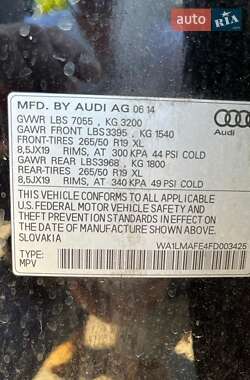 RIA.com
MFD. BY AUDI AG 06 14
GVWR LBS 7055 , KG 3200
GAWR FRONT LBS3395 , KG 1540
FRONT-TIRES 265/50 R19 XL
8,5JX19 RIMS, AT 300 KPA 44 PSI COLD
GAWR REAR LBS3968, KG 1800
REAR-TIRES 265/50 R19 XL
8,5JX19 RIMS, AT 340 KPA 49 PSI COLD
THIS VEHICLE CONFORMS TO ALL APPLICABLE
U.S. FEDERAL MOTOR VEHICLE SAFETY
AND THEFT PREVENTION STANDARDS IN EFFECT ON
THE DATE OF MANUFACTURE SHOWN ABOVE.
SLOVAKIA
WA1LMAFE4FD003425
TYPE:
MPV
Audi